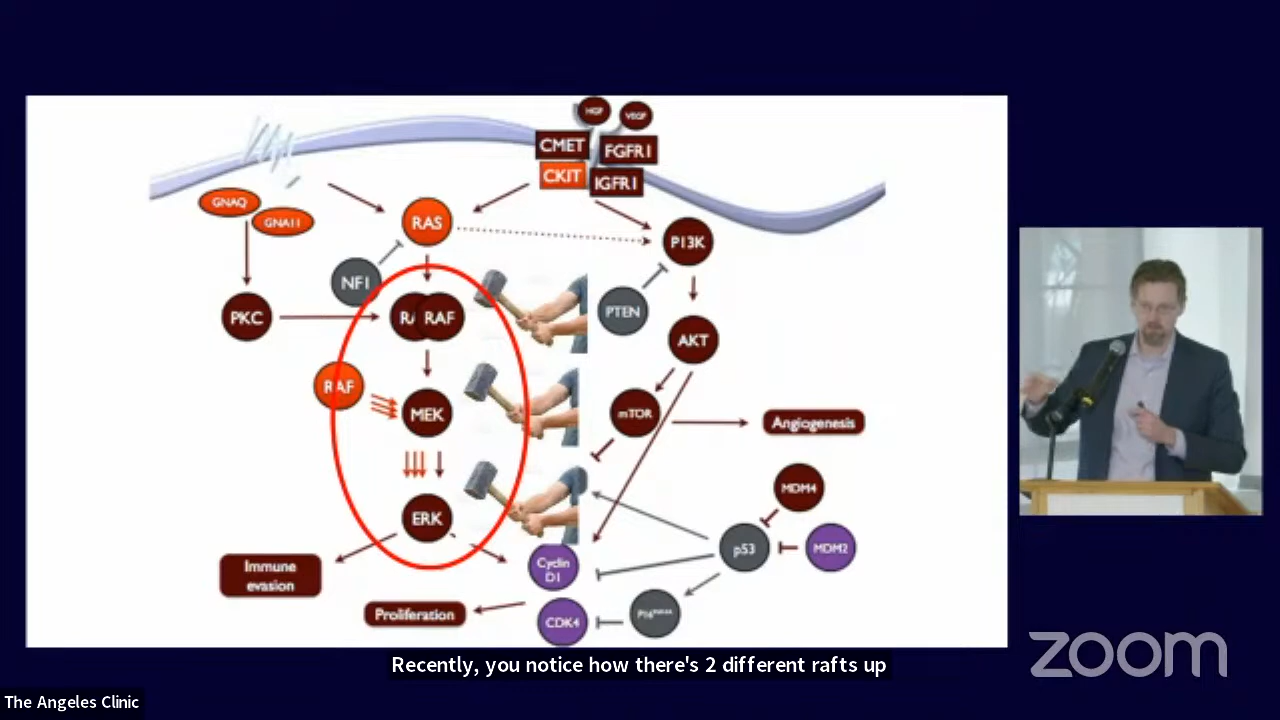 HGF
VEGF
CMET
FGFR1
CKIT
IGFR1
GNAQ
GNA11
RAS
PI3K
NF1
PTEN
PKC
RAF
AKT
RAF
MEK
mTOR
Angiogenesis
MDM4
ERK
p53
MDM2
Immune
evasion
Cyclin
D1
Proliferation
CDK4
Recently, you notice how there's 2 different rafts up
zoom
The Angeles Clinic